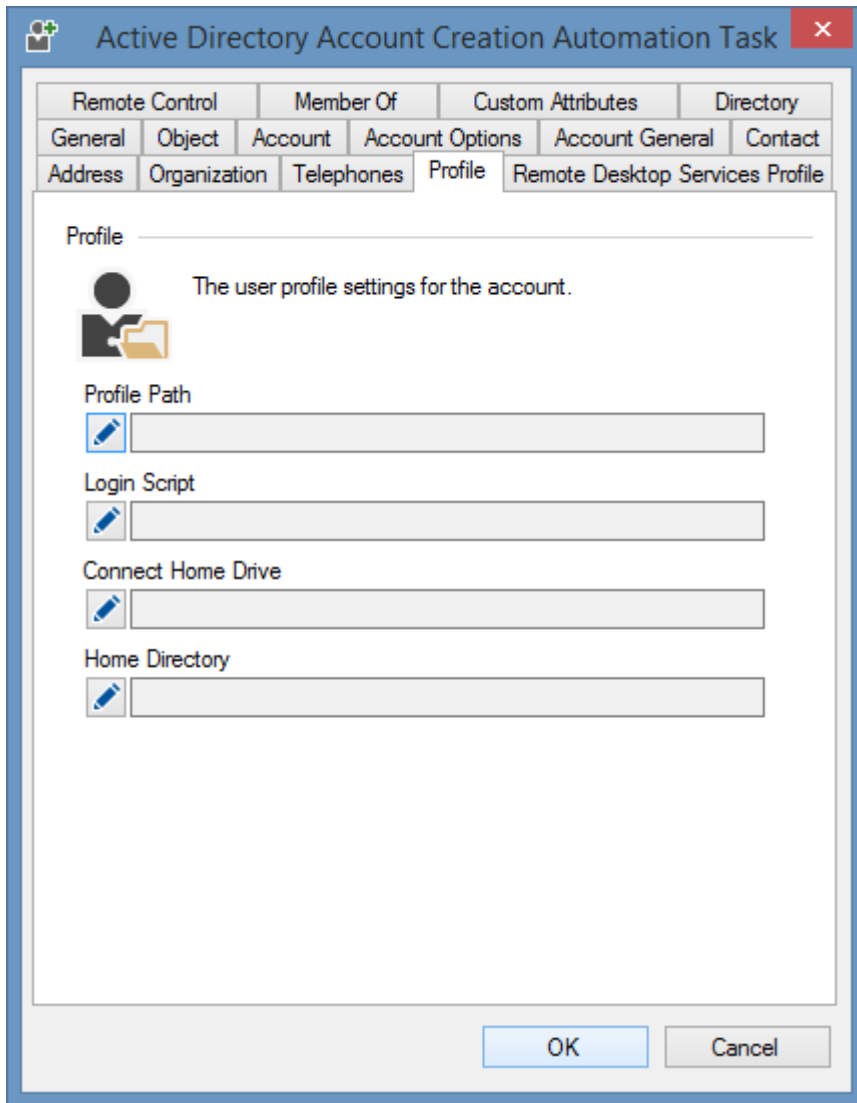 Active Directory Account Creation Automation Task
Remote Control Member Of Custom Attributes Directory
General Object Account Account Options Account General Contact
Address Organization Telephones Profile Remote Desktop Services Profile
Profile
The user profile settings for the account.
Profile Path
Login Script
Connect Home Drive
Home Directory
OK Cancel